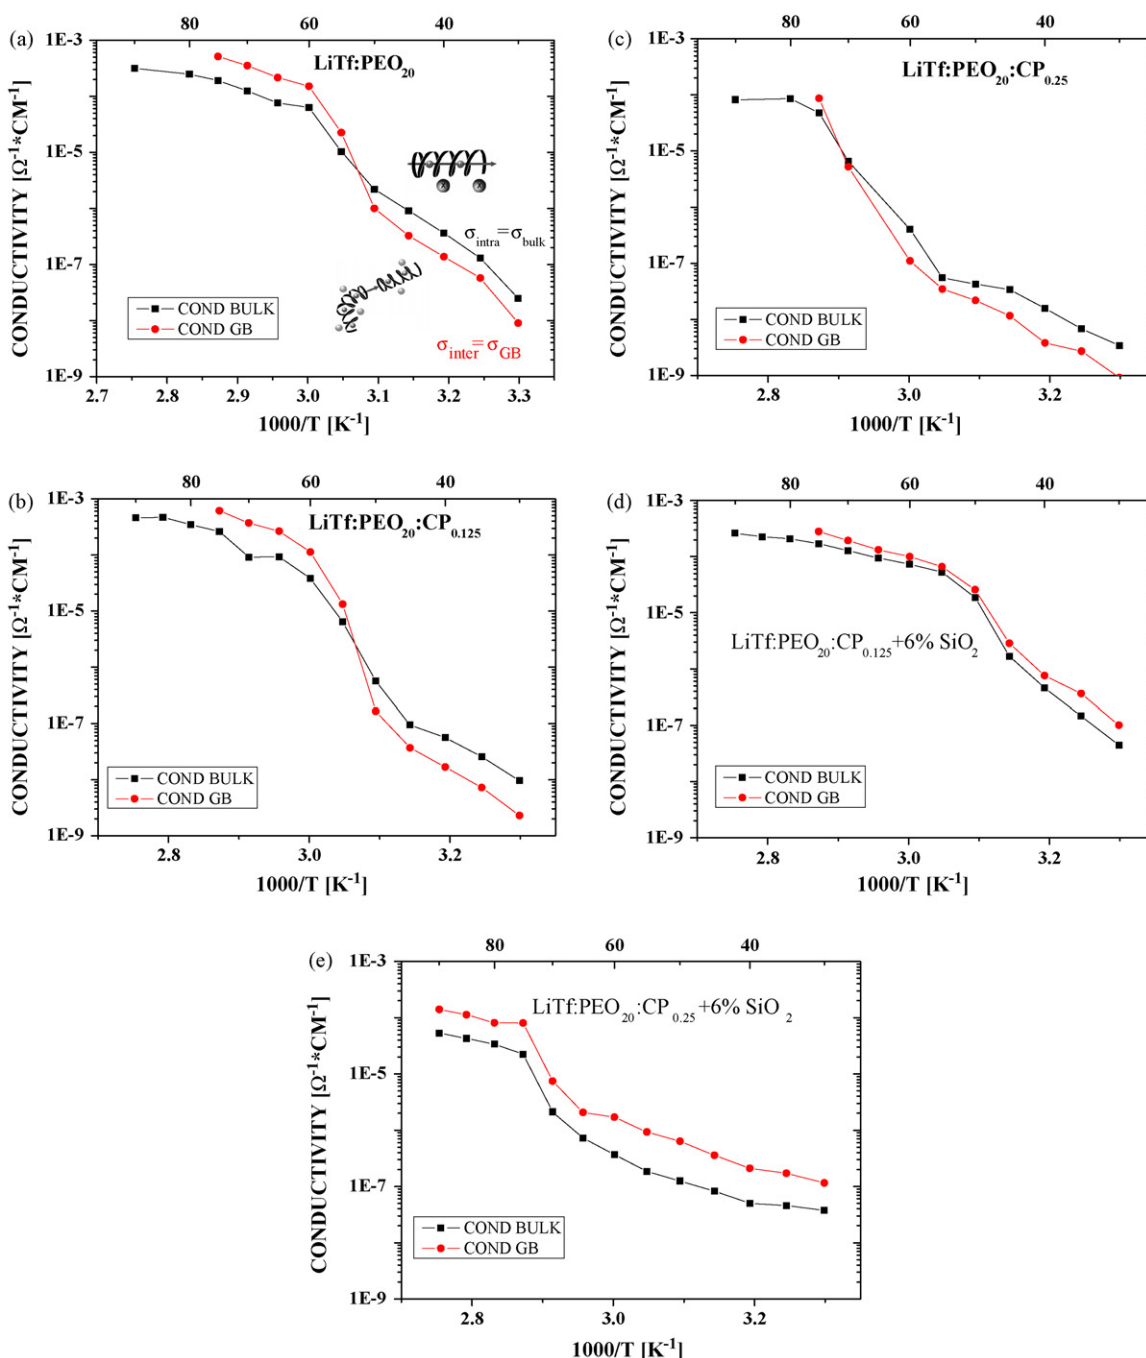 (a)
80 60 40
1E-3
1E-5
1E-7
1E-9
CONDUCTIVITY [Ω⁻¹*CM⁻¹]
LiTf:PEO₂₀
σ_intra=σ_bulk
σ_inter=σ_GB
COND BULK
COND GB
2.7 2.8 2.9 3.0 3.1 3.2 3.3
1000/T [K⁻¹]
(c)
80 60 40
1E-3
1E-5
1E-7
1E-9
CONDUCTIVITY [Ω⁻¹*CM⁻¹]
LiTf:PEO₂₀:CP₀.₂₅
COND BULK
COND GB
2.8 3.0 3.2
1000/T [K⁻¹]
(b)
80 60 40
1E-3
1E-5
1E-7
1E-9
CONDUCTIVITY [Ω⁻¹*CM⁻¹]
LiTf:PEO₂₀:CP₀.₁₂₅
COND BULK
COND GB
2.8 3.0 3.2
1000/T [K⁻¹]
(d)
80 60 40
1E-3
1E-5
1E-7
1E-9
CONDUCTIVITY [Ω⁻¹*CM⁻¹]
LiTf:PEO₂₀:CP₀.₁₂₅+6% SiO₂
COND BULK
COND GB
2.8 3.0 3.2
1000/T [K⁻¹]
(e)
80 60 40
1E-3
1E-5
1E-7
1E-9
CONDUCTIVITY [Ω⁻¹*CM⁻¹]
LiTf:PEO₂₀:CP₀.₂₅+6% SiO₂
COND BULK
COND GB
2.8 3.0 3.2
1000/T [K⁻¹]